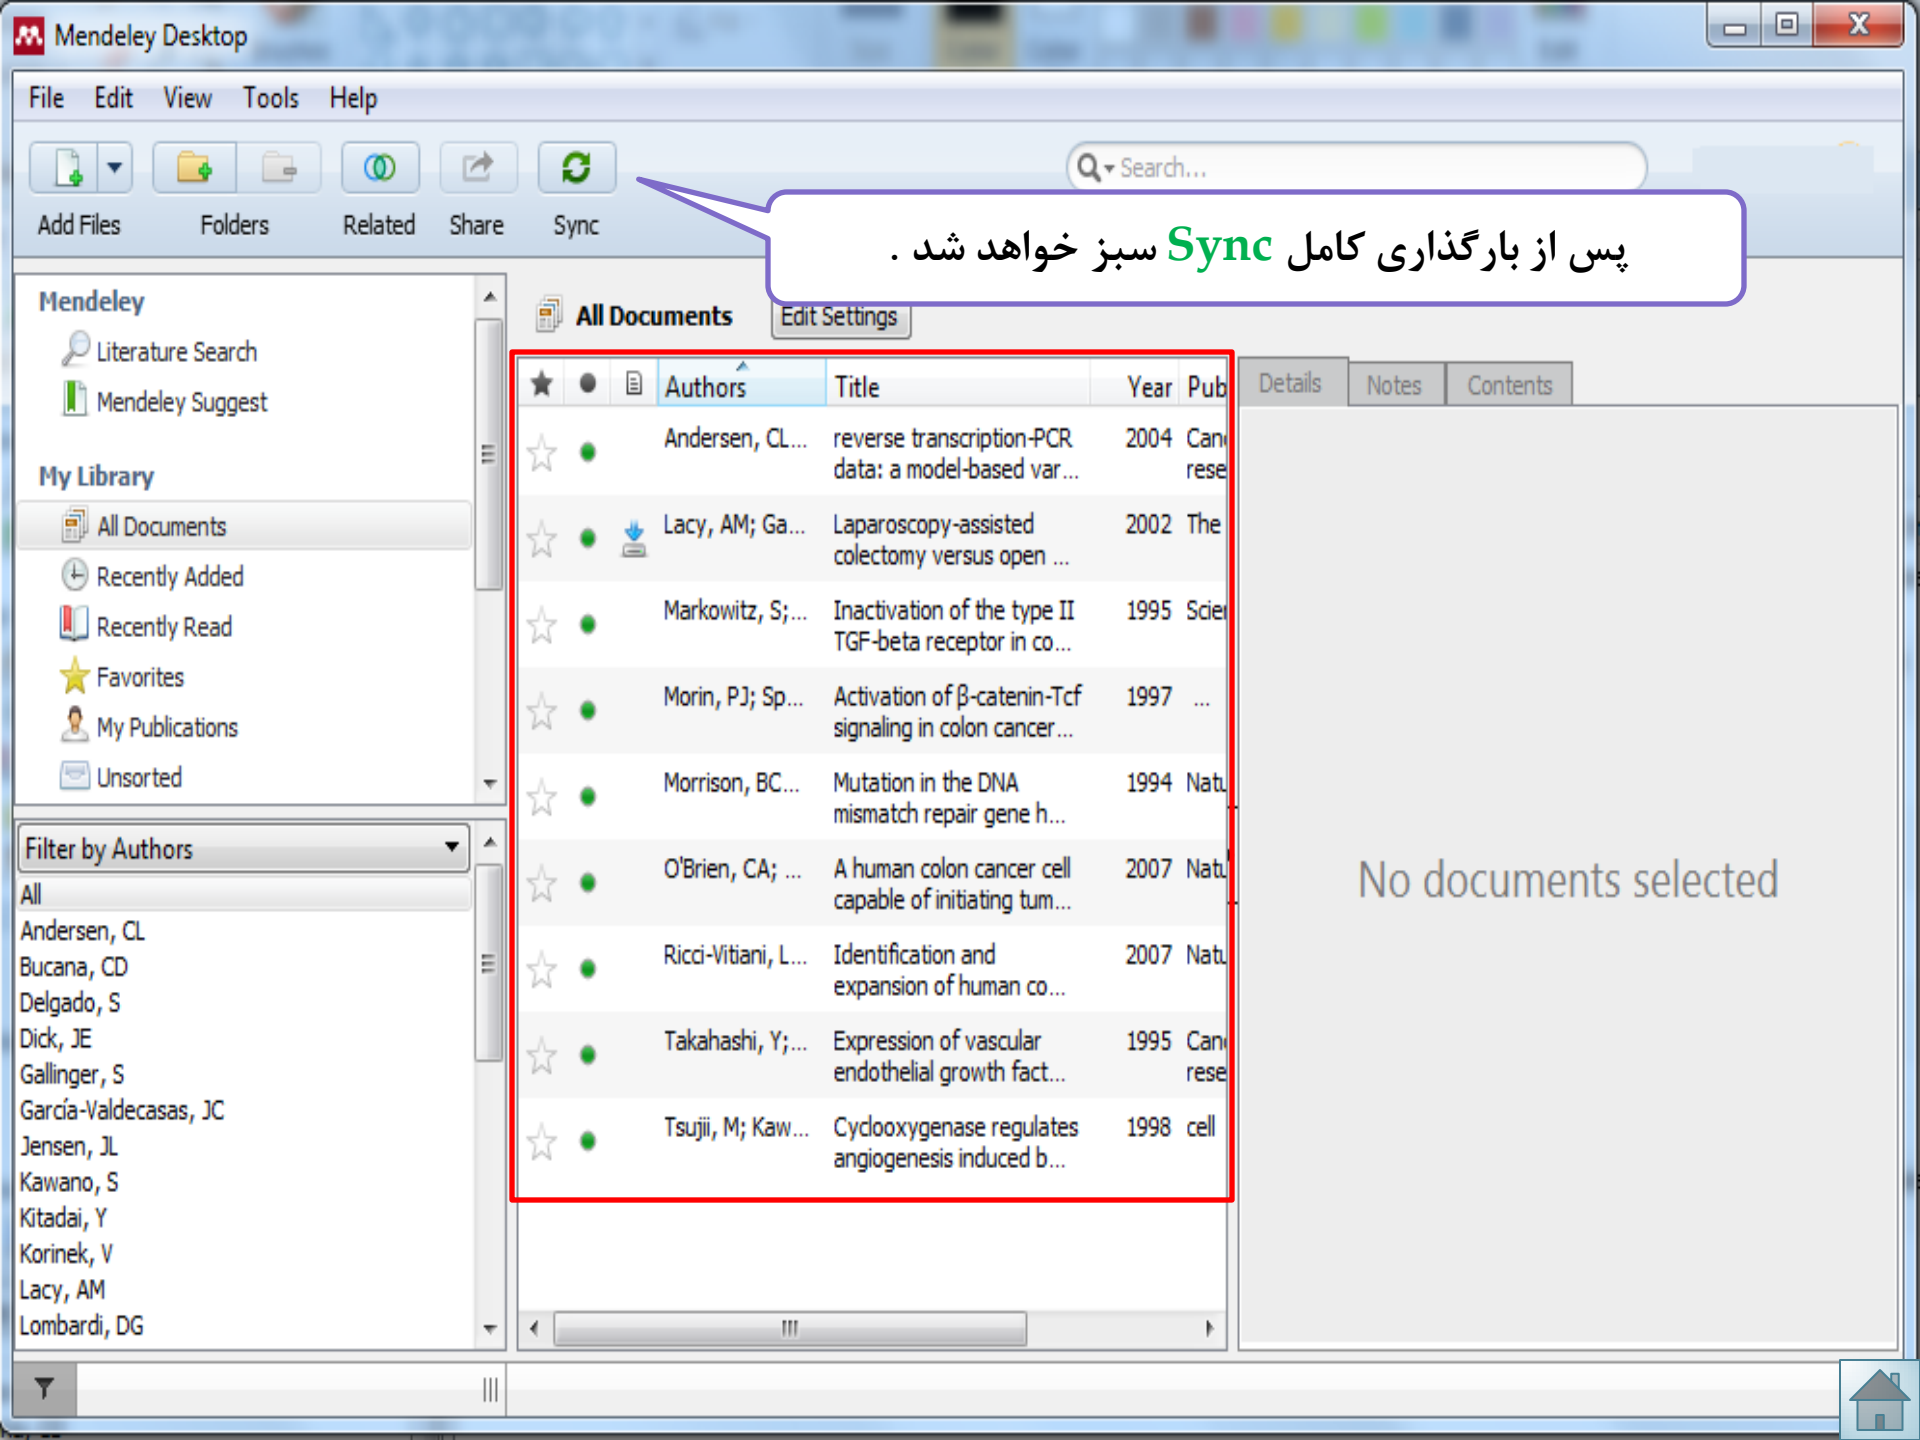 Mendeley Desktop
File Edit View Tools Help
Search...
Add Files Folders Related Share Sync
پس از بارگذاری کامل Sync سبز خواهد شد .
Mendeley
Literature Search
Mendeley Suggest
My Library
All Documents
Recently Added
Recently Read
Favorites
My Publications
Unsorted
Filter by Authors
All
Andersen, CL
Bucana, CD
Delgado, S
Dick, JE
Gallinger, S
García-Valdecasas, JC
Jensen, JL
Kawano, S
Kitadai, Y
Korinek, V
Lacy, AM
Lombardi, DG
All Documents Edit Settings
Authors Title Year Pub
Andersen, CL... reverse transcription-PCR 2004 Canc
data: a model-based var... rese
Lacy, AM; Ga... Laparoscopy-assisted 2002 The
colectomy versus open ...
Markowitz, S;... Inactivation of the type II 1995 Scien
TGF-beta receptor in co...
Morin, PJ; Sp... Activation of β-catenin-Tcf 1997 ...
signaling in colon cancer...
Morrison, BC... Mutation in the DNA 1994 Natu
mismatch repair gene h...
O'Brien, CA; ... A human colon cancer cell 2007 Natu
capable of initiating tum...
Ricci-Vitiani, L... Identification and 2007 Natu
expansion of human co...
Takahashi, Y;... Expression of vascular 1995 Canc
endothelial growth fact... rese
Tsujii, M; Kaw... Cyclooxygenase regulates 1998 cell
angiogenesis induced b...
Details Notes Contents
No documents selected